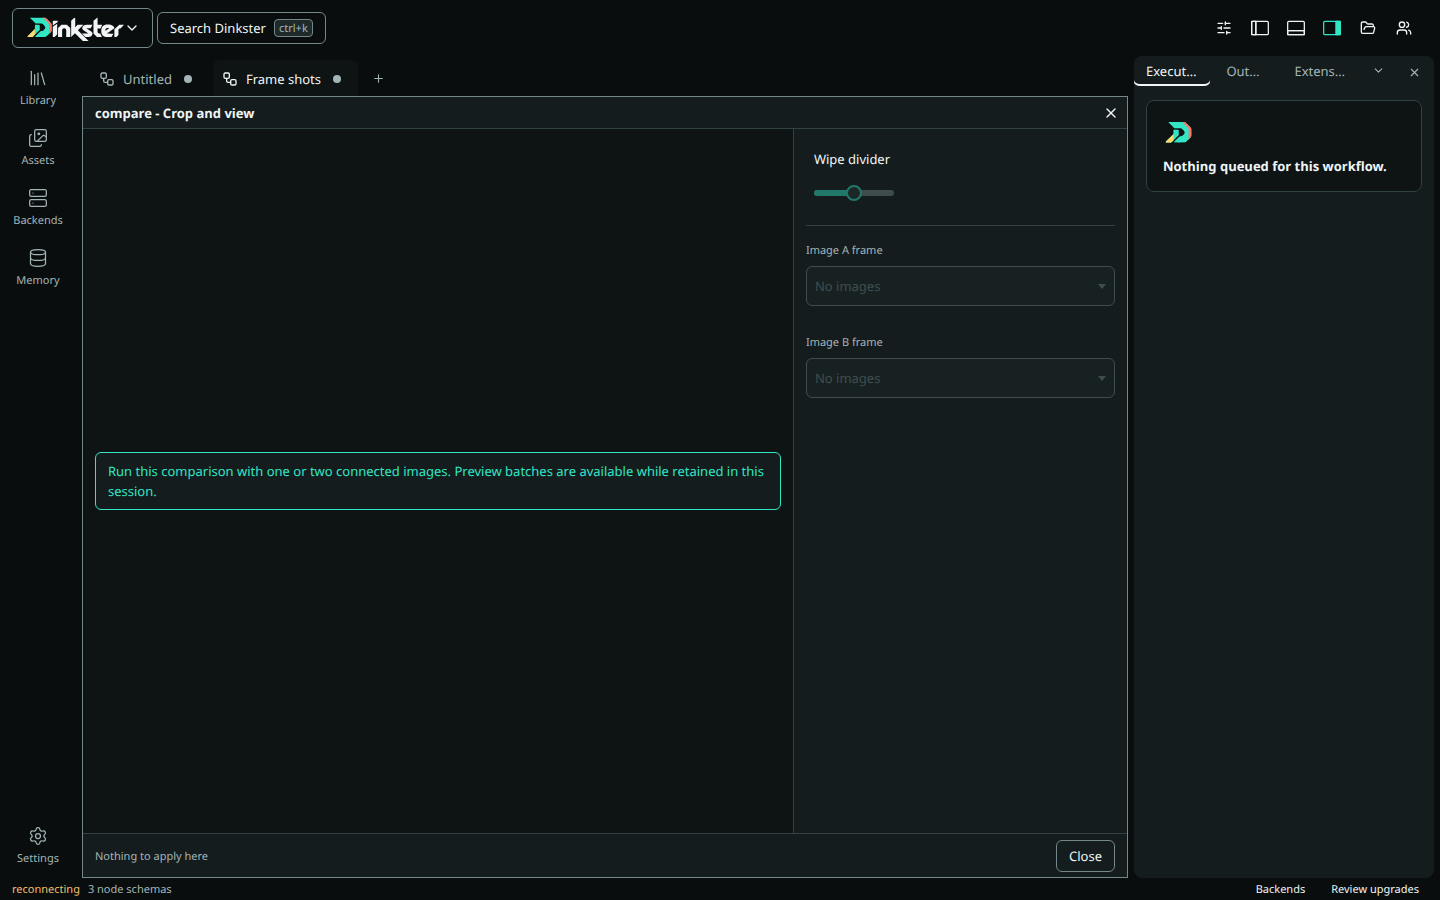 Dinkster
Search Dinkster ctrl+k
Library
Assets
Backends
Memory
Settings
Untitled
Frame shots
compare - Crop and view
Run this comparison with one or two connected images. Preview batches are available while retained in this
session.
Wipe divider
Image A frame
No images
Image B frame
No images
Nothing to apply here
Close
Execut...
Out...
Extens...
Nothing queued for this workflow.
reconnecting
3 node schemas
Backends
Review upgrades